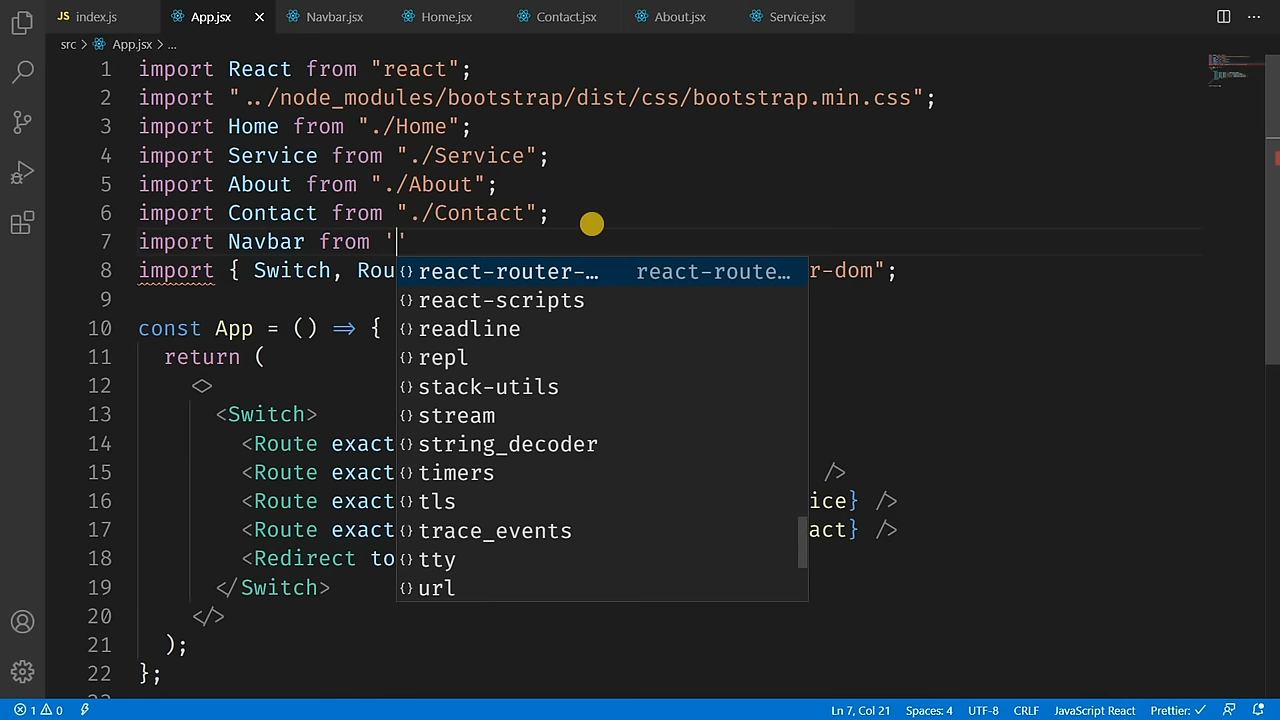 JS index.js App.jsx Navbar.jsx Home.jsx Contact.jsx About.jsx Service.jsx
src > App.jsx > ...
1 import React from "react";
2 import "../node_modules/bootstrap/dist/css/bootstrap.min.css";
3 import Home from "./Home";
4 import Service from "./Service";
5 import About from "./About";
6 import Contact from "./Contact";
7 import Navbar from ''
8 import { Switch, Rou r-dom";
{} react-router-… react-route…
{} react-scripts
{} readline
{} repl
{} stack-utils
{} stream
{} string_decoder
{} timers
{} tls
{} trace_events
{} tty
{} url
9
10 const App = () => {
11 return (
12 <>
13 <Switch>
14 <Route exact
15 <Route exact />
16 <Route exact ice} />
17 <Route exact act} />
18 <Redirect to
19 </Switch>
20 </>
21 );
22 };
1 0 Ln 7, Col 21 Spaces: 4 UTF-8 CRLF JavaScript React Prettier: ✓